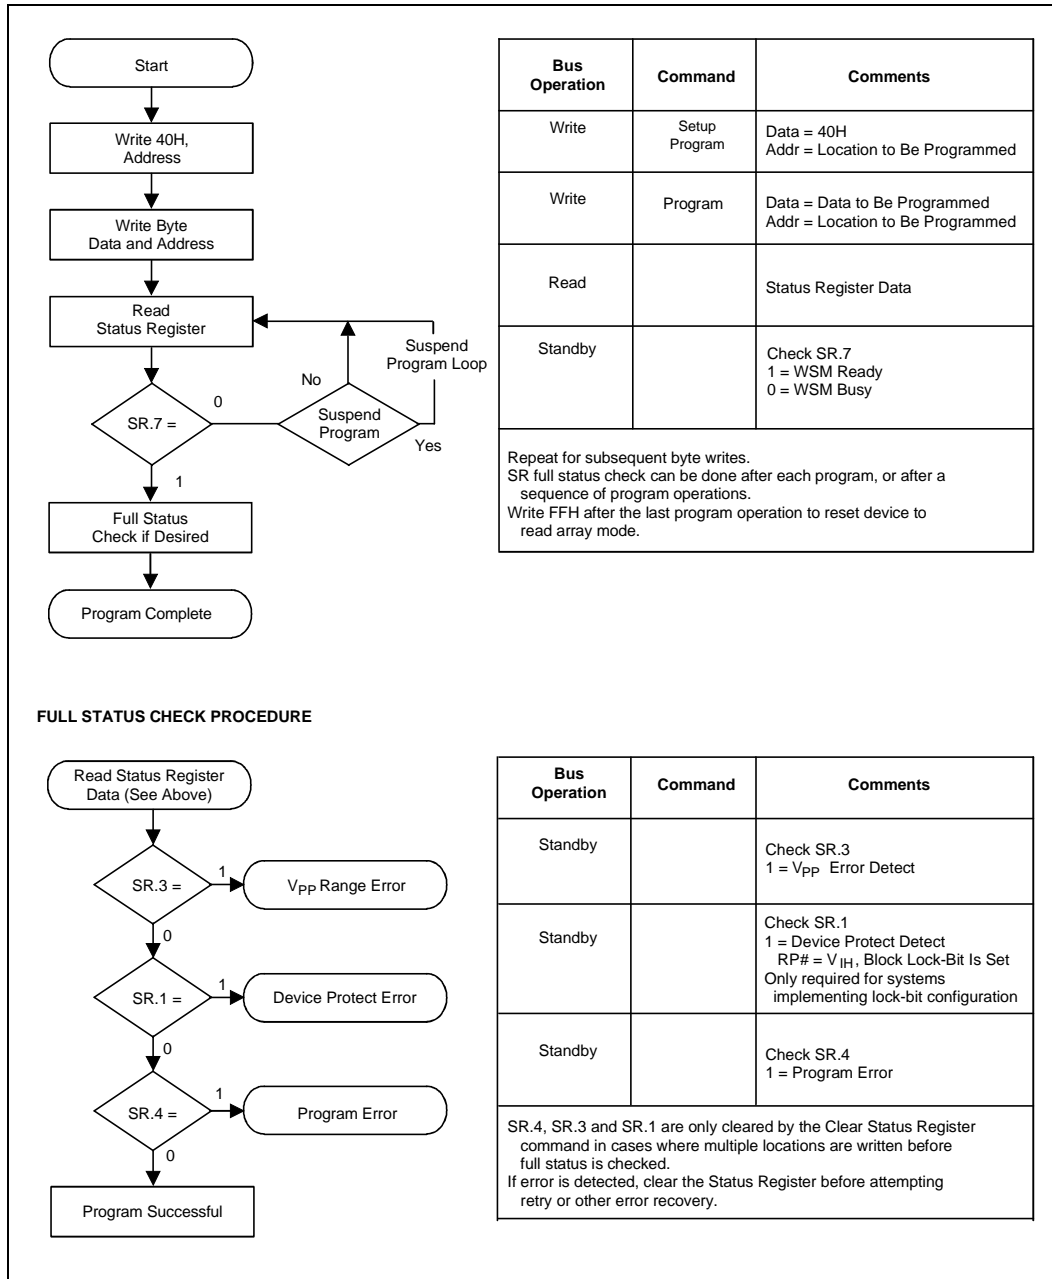 Start
Write 40H,
Address
Write Byte
Data and Address
Read
Status Register
SR.7 =
0
1
No
Suspend
Program
Yes
Suspend
Program Loop
Full Status
Check if Desired
Program Complete
Bus
Operation
Command
Comments
Write
Setup
Program
Data = 40H
Addr = Location to Be Programmed
Write
Program
Data = Data to Be Programmed
Addr = Location to Be Programmed
Read
Status Register Data
Standby
Check SR.7
1 = WSM Ready
0 = WSM Busy
Repeat for subsequent byte writes.
SR full status check can be done after each program, or after a
sequence of program operations.
Write FFH after the last program operation to reset device to
read array mode.
FULL STATUS CHECK PROCEDURE
Read Status Register
Data (See Above)
SR.3 =
1
VPP Range Error
0
SR.1 =
1
Device Protect Error
0
SR.4 =
1
Program Error
0
Program Successful
Bus
Operation
Command
Comments
Standby
Check SR.3
1 = VPP Error Detect
Standby
Check SR.1
1 = Device Protect Detect
RP# = VIH, Block Lock-Bit Is Set
Only required for systems
implementing lock-bit configuration
Standby
Check SR.4
1 = Program Error
SR.4, SR.3 and SR.1 are only cleared by the Clear Status Register
command in cases where multiple locations are written before
full status is checked.
If error is detected, clear the Status Register before attempting
retry or other error recovery.